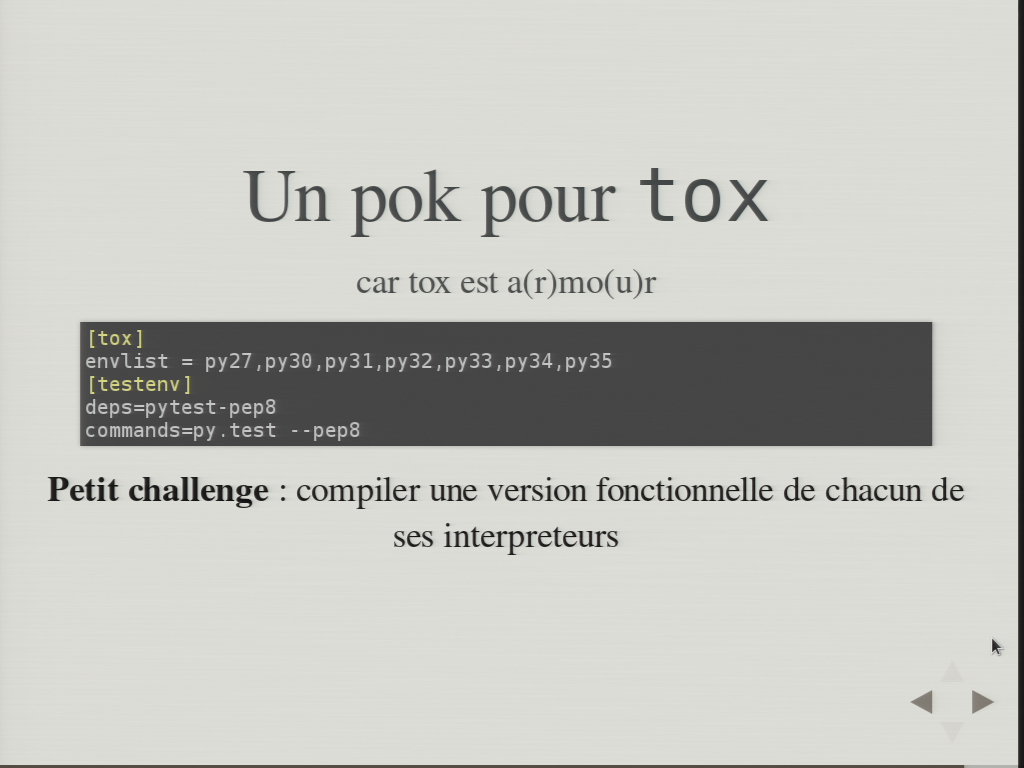 Un pok pour tox
car tox est a(r)mo(u)r
[tox]
envlist = py27,py30,py31,py32,py33,py34,py35
[testenv]
deps=pytest-pep8
commands=py.test --pep8
Petit challenge : compiler une version fonctionnelle de chacun de
ses interpreteurs